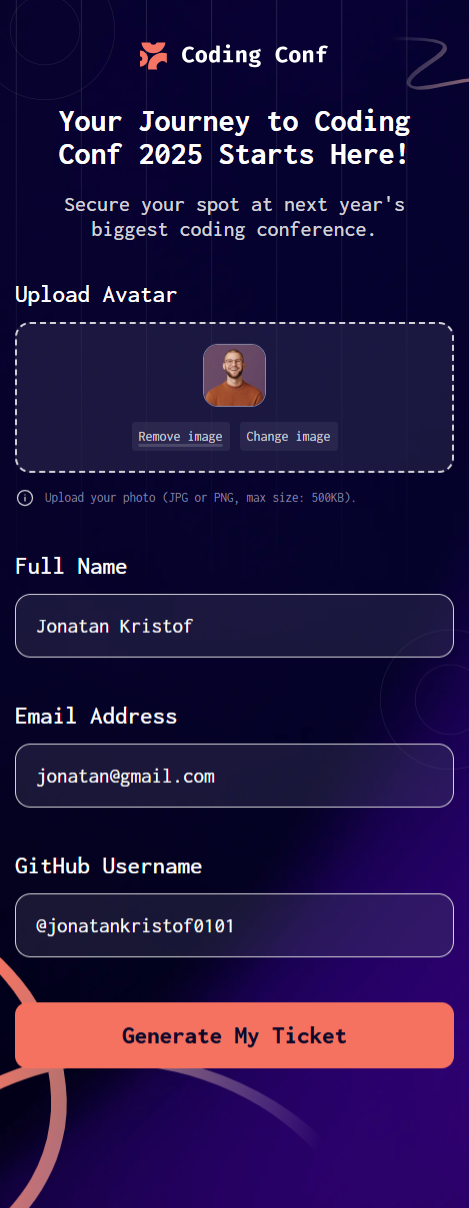 Coding Conf
Your Journey to Coding
Conf 2025 Starts Here!
Secure your spot at next year's
biggest coding conference.
Upload Avatar
Remove image Change image
Upload your photo (JPG or PNG, max size: 500KB).
Full Name
Jonatan Kristof
Email Address
jonatan@gmail.com
GitHub Username
@jonatankristof0101
Generate My Ticket